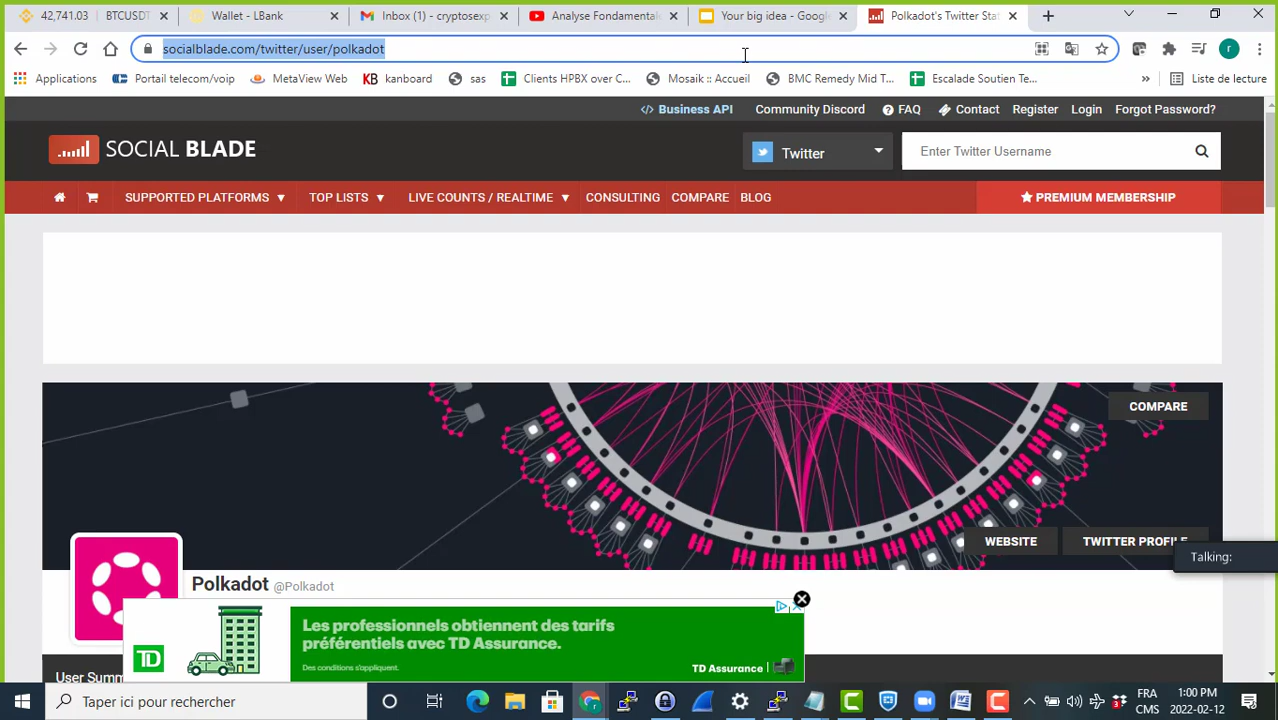 42,741.03 BTCUSDT
Wallet - LBank
Inbox (1) - cryptosexp
Analyse Fondamental
Your big idea - Google
Polkadot's Twitter Stat
socialblade.com/twitter/user/polkadot
Applications
Portail telecom/voip
MetaView Web
KB kanboard
sas
Clients HPBX over C...
Mosaik :: Accueil
BMC Remedy Mid T...
Escalade Soutien Te...
»
Liste de lecture
</> Business API
Community Discord
FAQ
Contact
Register
Login
Forgot Password?
SOCIAL BLADE
Twitter
Enter Twitter Username
SUPPORTED PLATFORMS
TOP LISTS
LIVE COUNTS / REALTIME
CONSULTING
COMPARE
BLOG
PREMIUM MEMBERSHIP
COMPARE
WEBSITE
TWITTER PROFILE
Talking:
Polkadot @Polkadot
TD
Les professionnels obtiennent des tarifs
préférentiels avec TD Assurance.
Des conditions s'appliquent.
TD Assurance
User Summ
Taper ici pour rechercher
FRA
CMS
1:00 PM
2022-02-12